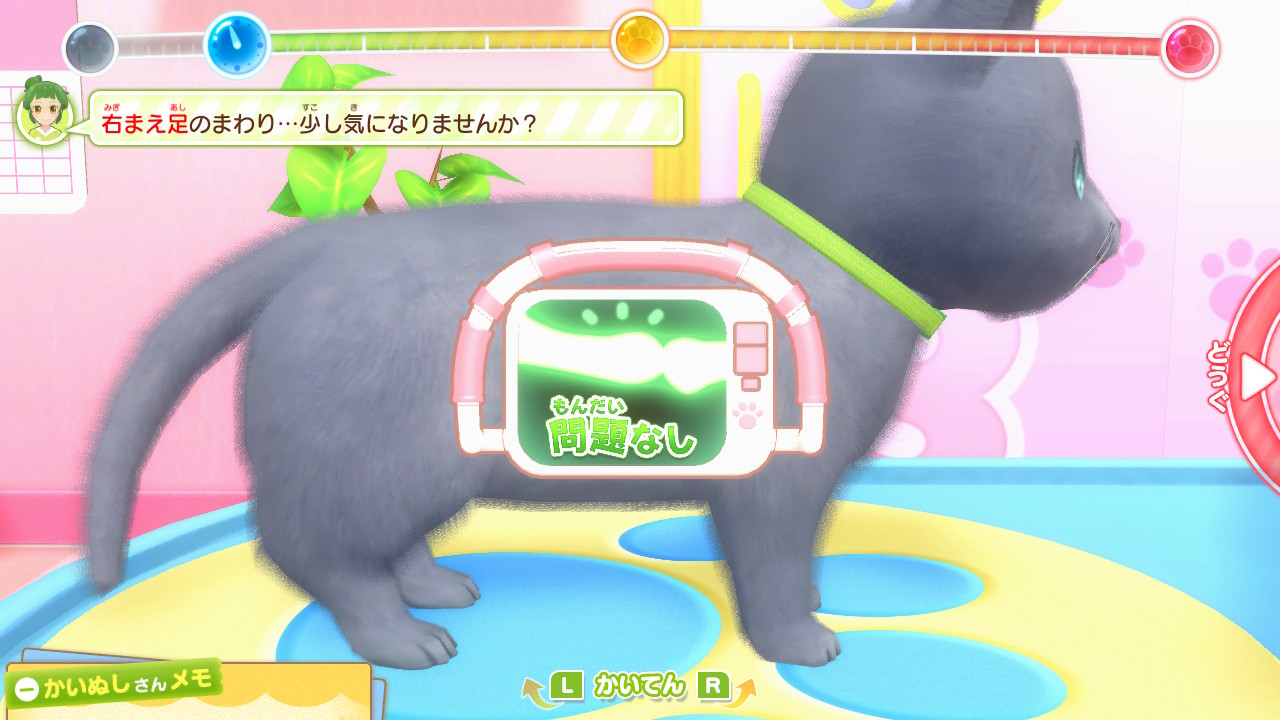 右まえ足のまわり…少し気になりませんか？
もんだい
問題なし
どうぐ
かいぬしさんメモ
L かいてん R